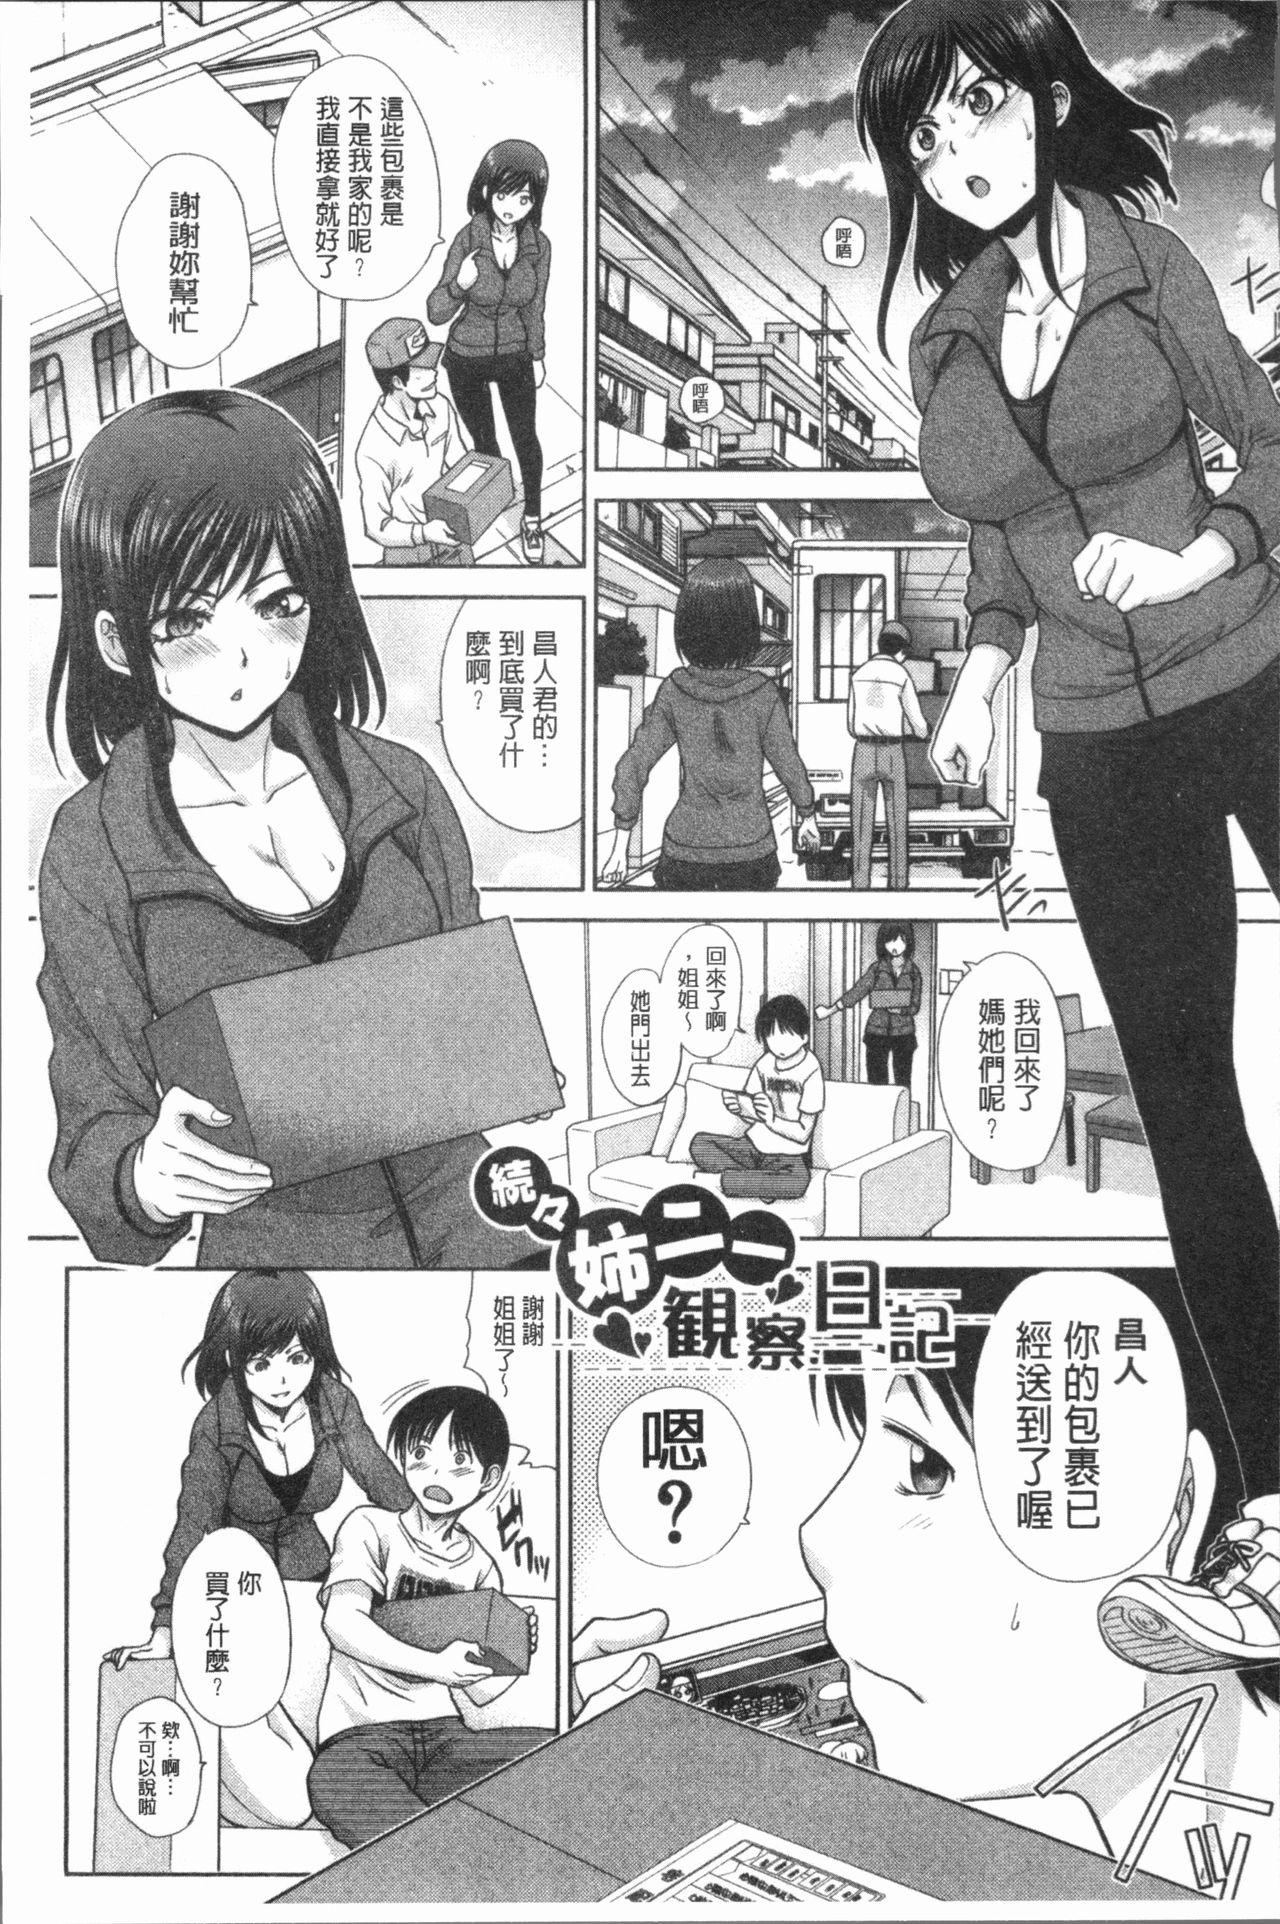 呼唔
呼唔
這些包裹是
不是我家的呢?
我直接拿就好了
謝謝妳幫忙
昌人君的…
到底買了什
麼啊?
我回來了
媽她們呢?
回來了啊
，姐姐~
她門出去
続々
姉ニー
観察日記
昌人
你的包裹已
經送到了喔
嗯?
謝謝
姐姐了~
ビクッ
你
買了什麼?
欸…啊…
不可以說啦